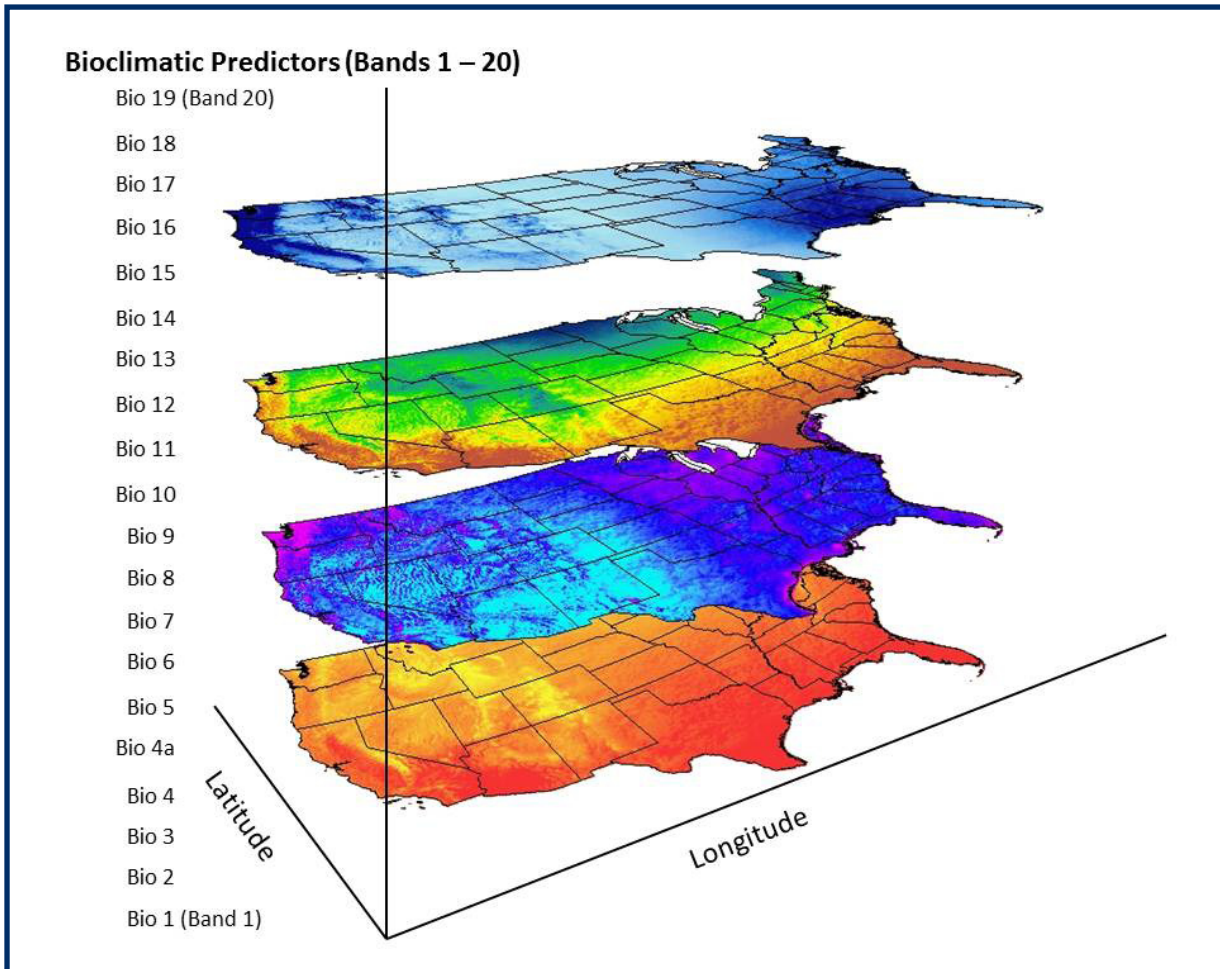 Bioclimatic Predictors (Bands 1 – 20)
Bio 19 (Band 20)
Bio 18
Bio 17
Bio 16
Bio 15
Bio 14
Bio 13
Bio 12
Bio 11
Bio 10
Bio 9
Bio 8
Bio 7
Bio 6
Bio 5
Bio 4a
Bio 4
Bio 3
Bio 2
Bio 1 (Band 1)
Latitude
Longitude